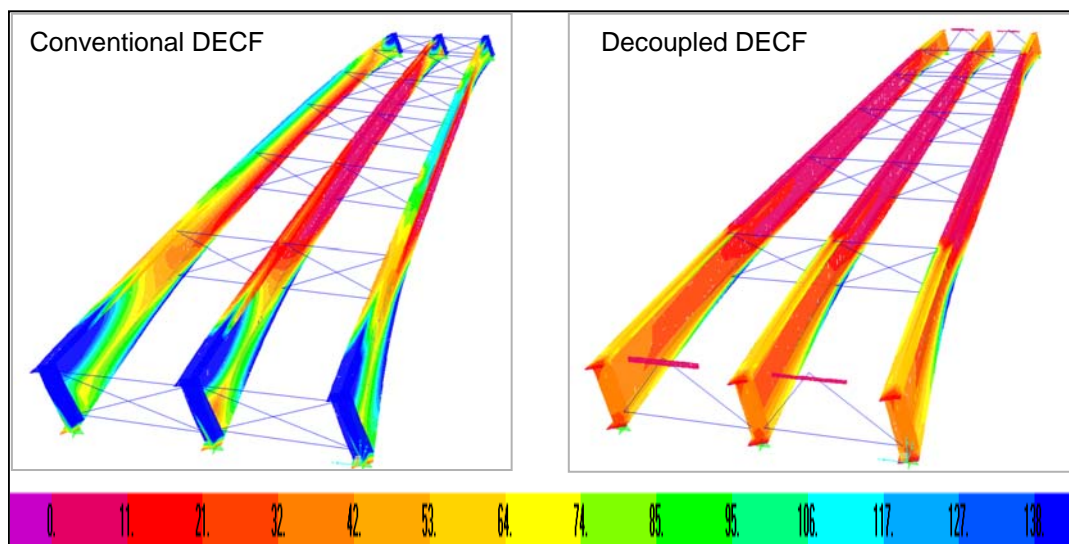 Conventional DECF
Decoupled DECF
0. 11. 21. 32. 42. 53. 64. 74. 85. 95. 106. 117. 127. 138.